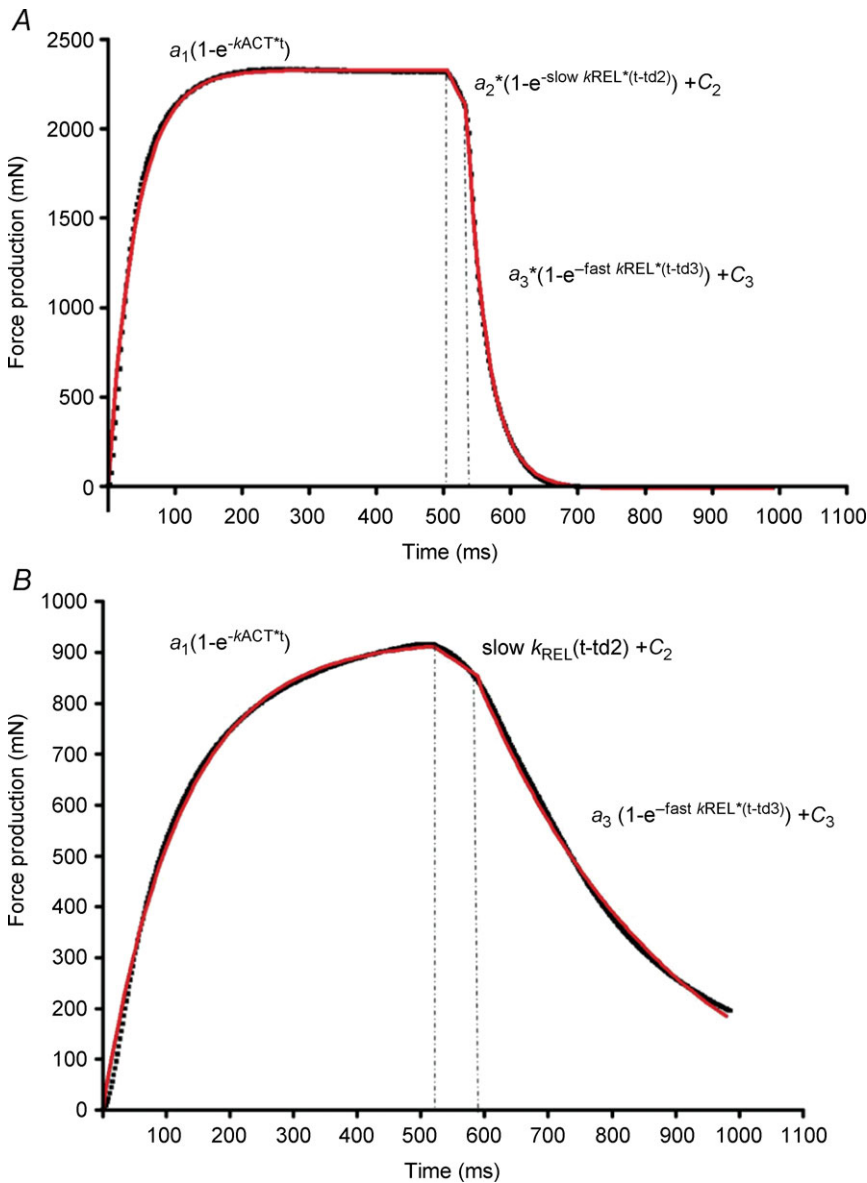 A
a1(1-e-kACT*t)
a2*(1-e-slow kREL*(t-td2)) +C2
a3*(1-e–fast kREL*(t-td3)) +C3
Force production (mN)
2500
2000
1500
1000
500
0
100 200 300 400 500 600 700 800 900 1000 1100
Time (ms)
B
a1(1-e-kACT*t)
slow kREL(t-td2) +C2
a3 (1-e–fast kREL*(t-td3)) +C3
Force production (mN)
1000
900
800
700
600
500
400
300
200
100
0
100 200 300 400 500 600 700 800 900 1000 1100
Time (ms)